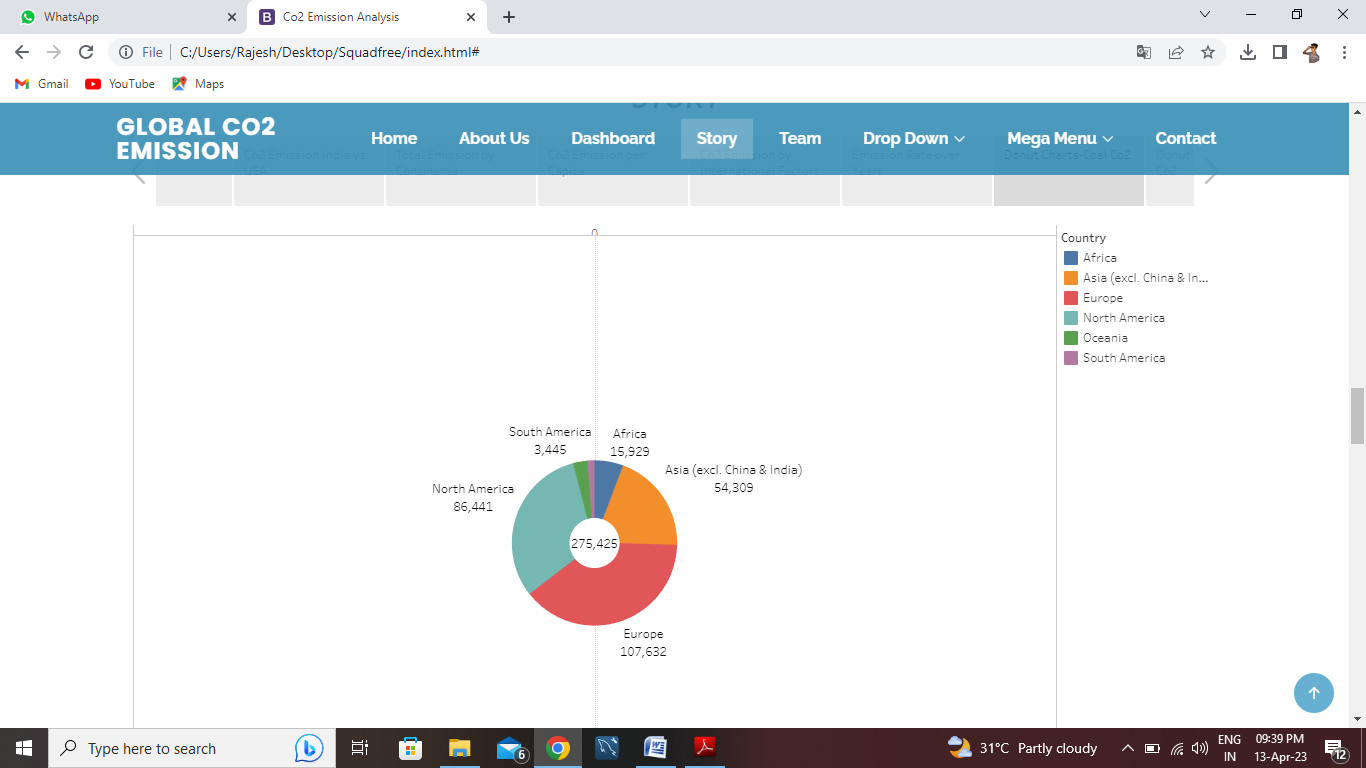 WhatsApp
Co2 Emission Analysis
File
C:/Users/Rajesh/Desktop/Squadfree/index.html#
Gmail
YouTube
Maps
STORY
GLOBAL CO2
EMISSION
Home
About Us
Dashboard
Story
Team
Drop Down
Mega Menu
Contact
Co2 Emission India vs
USA
Total Emission by
Continents
Co2 Emission per
Capita
Co2 Emission by
International Factors
Emission Rate over
Years
Donut Charts-Coal Co2
Donut
Co2
0
Country
Africa
Asia (excl. China & In...
Europe
North America
Oceania
South America
South America
3,445
Africa
15,929
Asia (excl. China & India)
54,309
North America
86,441
275,425
Europe
107,632
Type here to search
6
31°C Partly cloudy
ENG
IN
09:39 PM
13-Apr-23
12